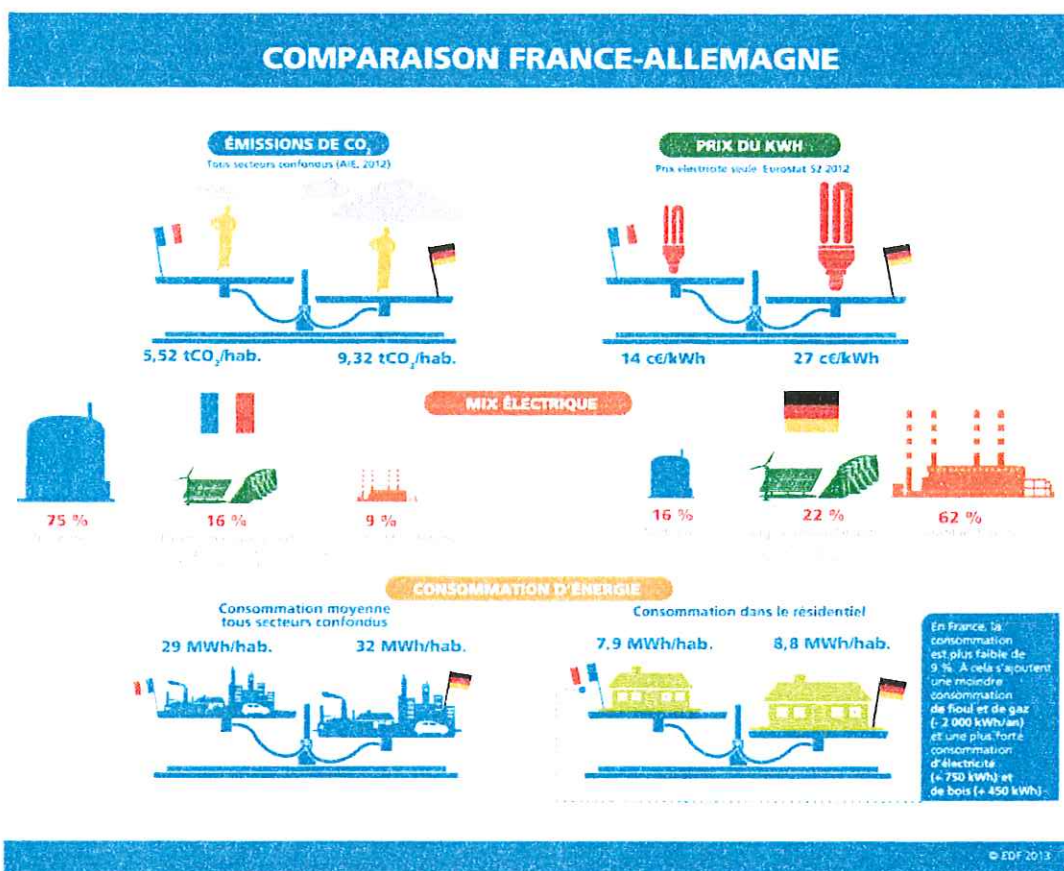 COMPARAISON FRANCE-ALLEMAGNE
ÉMISSIONS DE CO₂
Tous secteurs confondus (AIE, 2012)
5,52 tCO₂/hab.
9,32 tCO₂/hab.
PRIX DU KWH
Prix électricité seule Eurostat S2 2012
14 c€/kWh
27 c€/kWh
MIX ÉLECTRIQUE
75 %
16 %
9 %
16 %
22 %
62 %
CONSOMMATION D'ÉNERGIE
Consommation moyenne
tous secteurs confondus
29 MWh/hab.
32 MWh/hab.
Consommation dans le résidentiel
7,9 MWh/hab.
8,8 MWh/hab.
En France, la
consommation
est plus faible de
9 %. À cela s'ajoutent
une moindre
consommation
de fioul et de gaz
(- 2 000 kWh/an)
et une plus forte
consommation
d'électricité
(+ 750 kWh) et
de bois (+ 450 kWh)
© EDF 2013